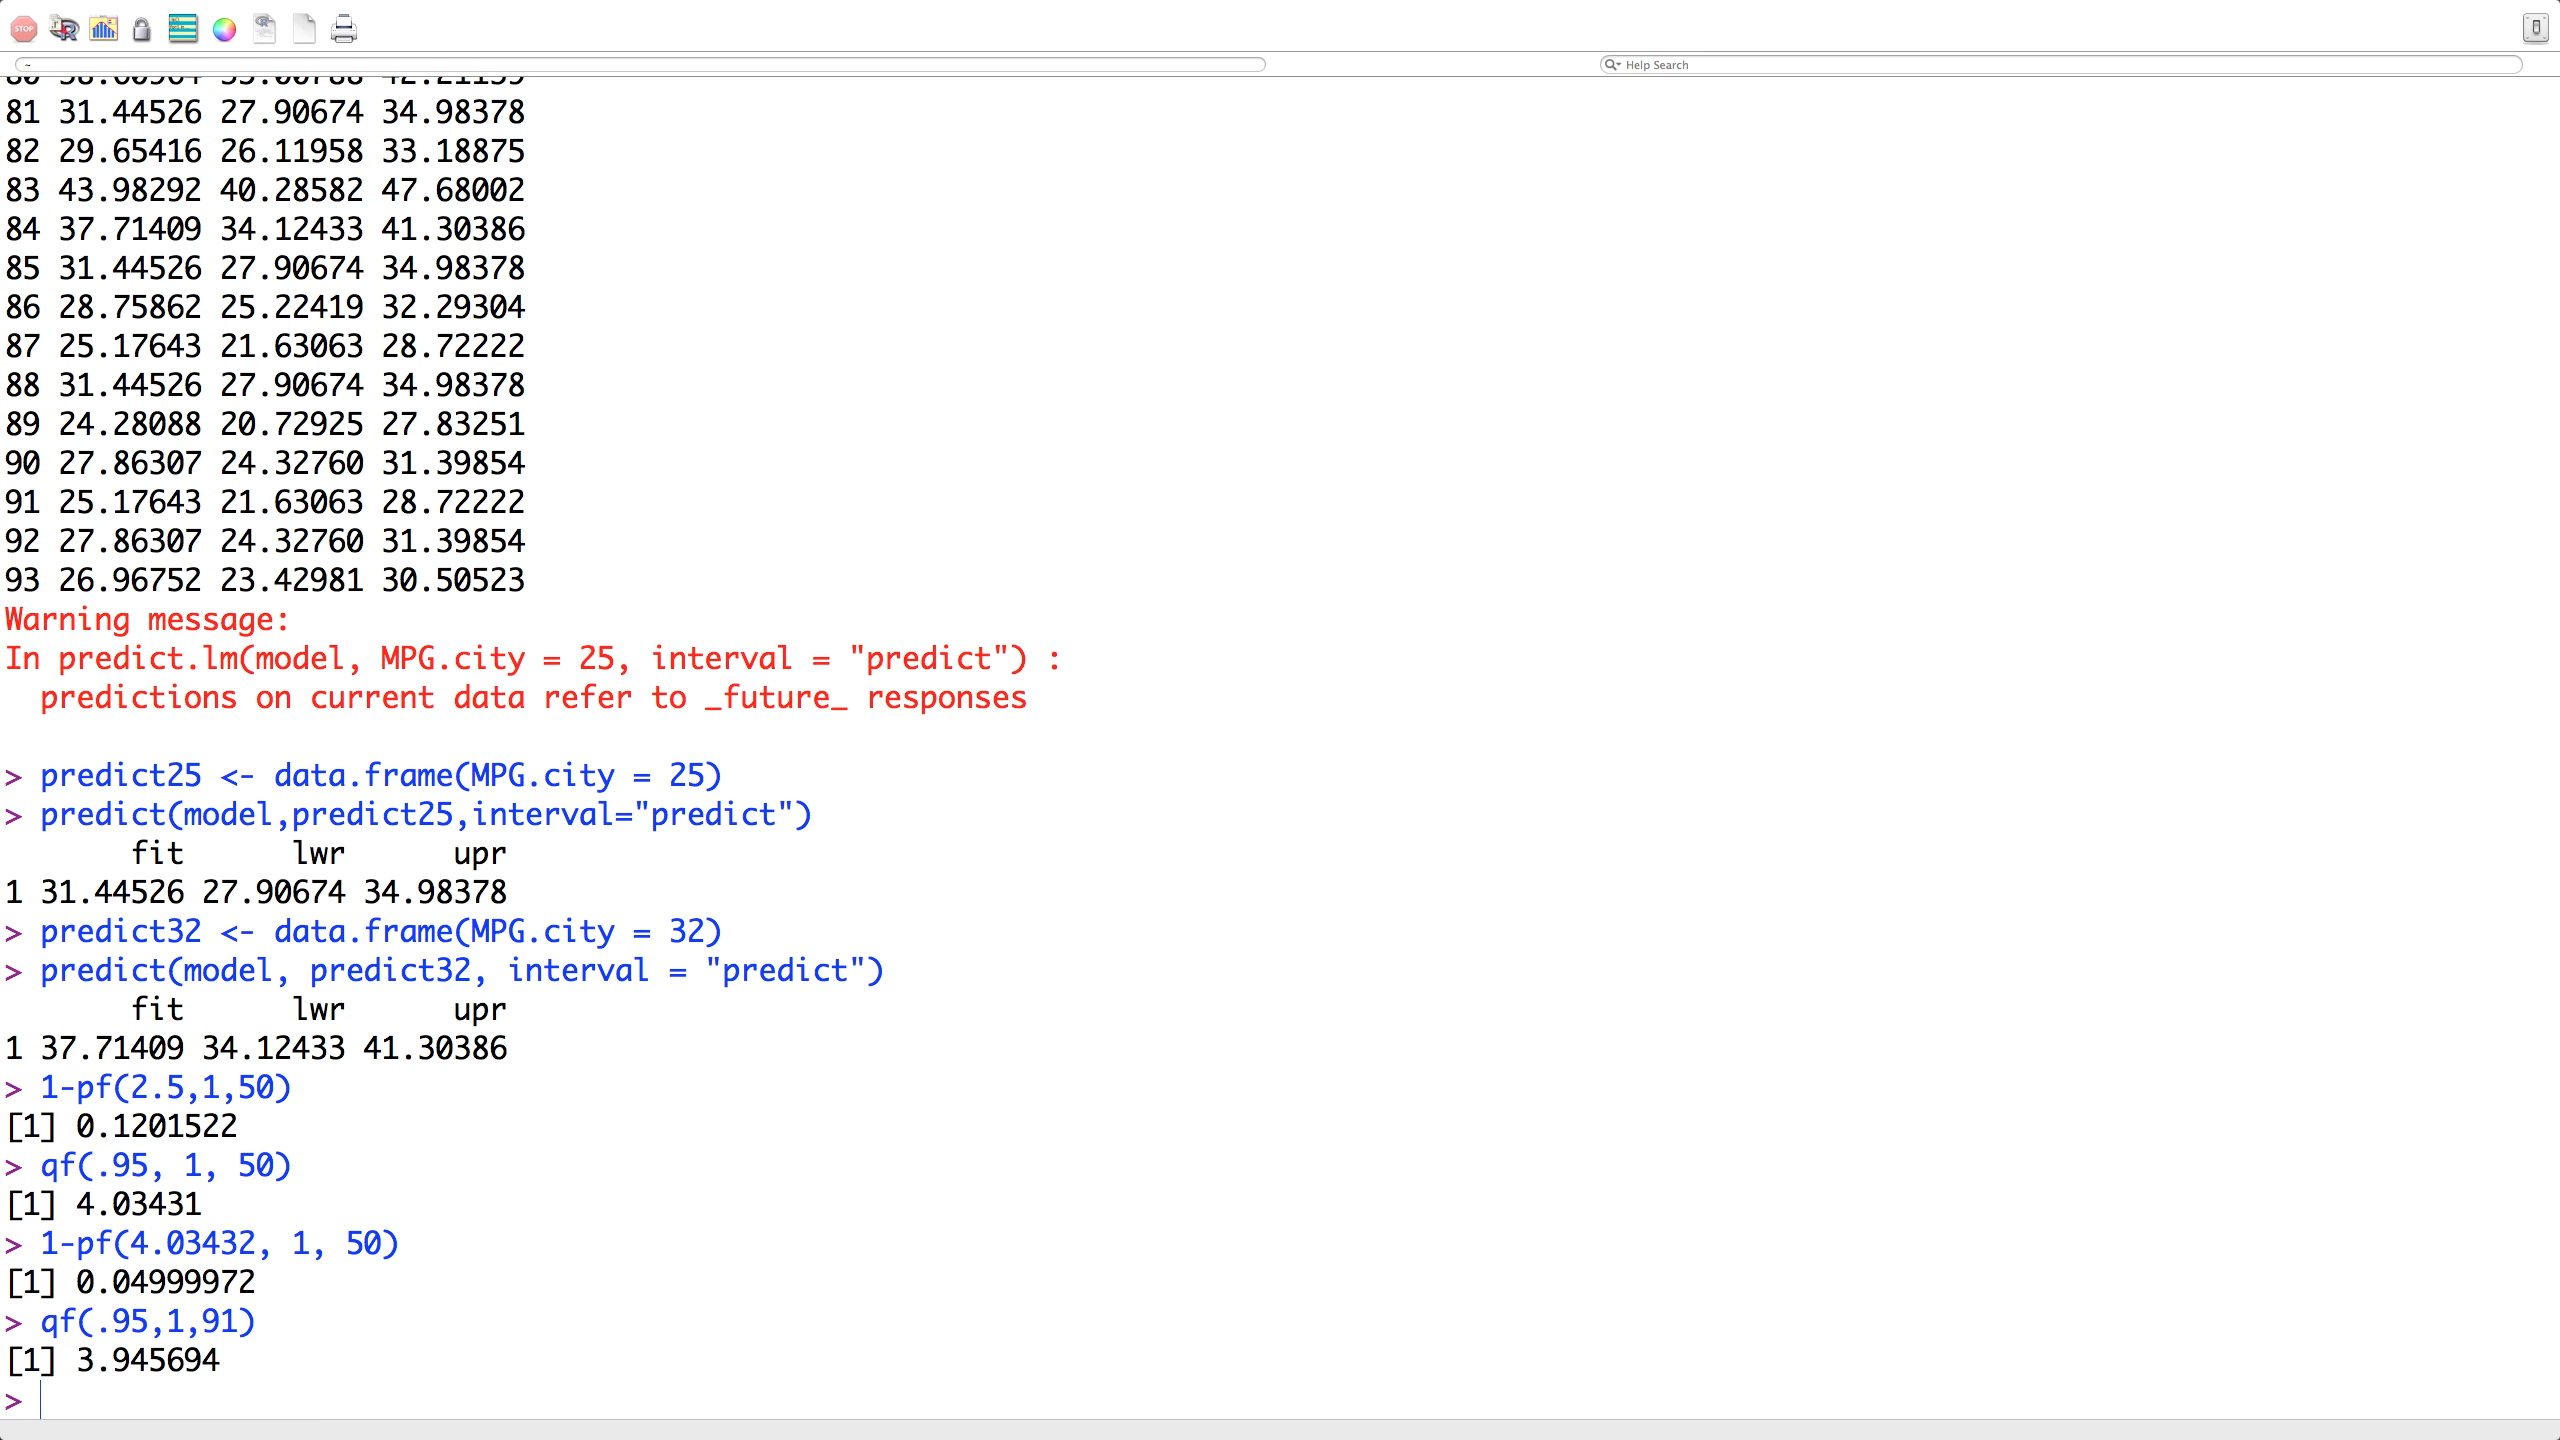 STOP
~
Help Search
81 31.44526 27.90674 34.98378
82 29.65416 26.11958 33.18875
83 43.98292 40.28582 47.68002
84 37.71409 34.12433 41.30386
85 31.44526 27.90674 34.98378
86 28.75862 25.22419 32.29304
87 25.17643 21.63063 28.72222
88 31.44526 27.90674 34.98378
89 24.28088 20.72925 27.83251
90 27.86307 24.32760 31.39854
91 25.17643 21.63063 28.72222
92 27.86307 24.32760 31.39854
93 26.96752 23.42981 30.50523
Warning message:
In predict.lm(model, MPG.city = 25, interval = "predict") :
  predictions on current data refer to _future_ responses
> predict25 <- data.frame(MPG.city = 25)
> predict(model,predict25,interval="predict")
       fit      lwr      upr
1 31.44526 27.90674 34.98378
> predict32 <- data.frame(MPG.city = 32)
> predict(model, predict32, interval = "predict")
       fit      lwr      upr
1 37.71409 34.12433 41.30386
> 1-pf(2.5,1,50)
[1] 0.1201522
> qf(.95, 1, 50)
[1] 4.03431
> 1-pf(4.03432, 1, 50)
[1] 0.04999972
> qf(.95,1,91)
[1] 3.945694
>